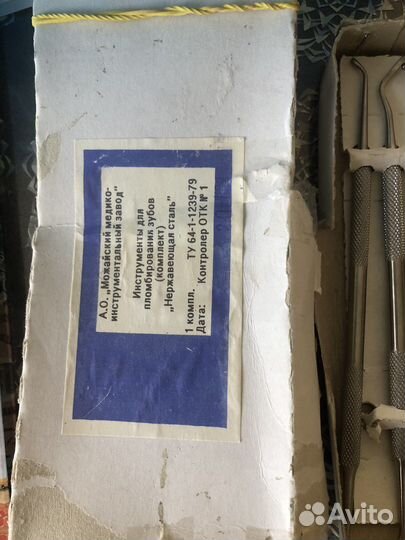 А.О. „Можайский медико-
инструментальный завод"
Инструменты для
пломбирования зубов
(комплект)
"Нержавеющая сталь"
1 компл. ТУ 64-1-1239-79
Дата: Контролер ОТК № 1
Avito